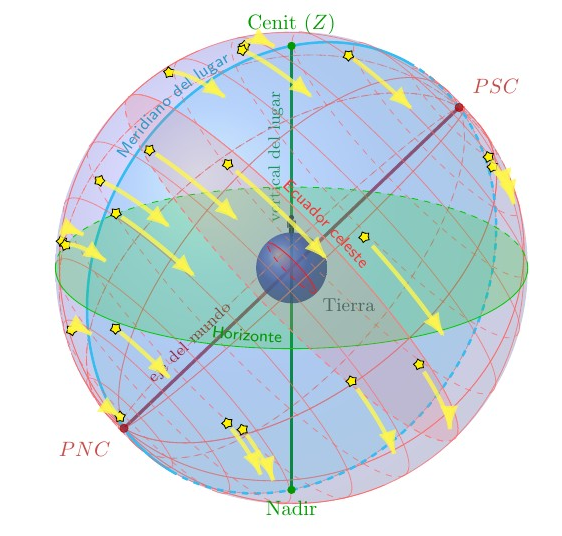 Cenit (Z)
PSC
Meridiano del lugar
vertical del lugar
Ecuador celeste
Tierra
eje del mundo
Horizonte
PNC
Nadir